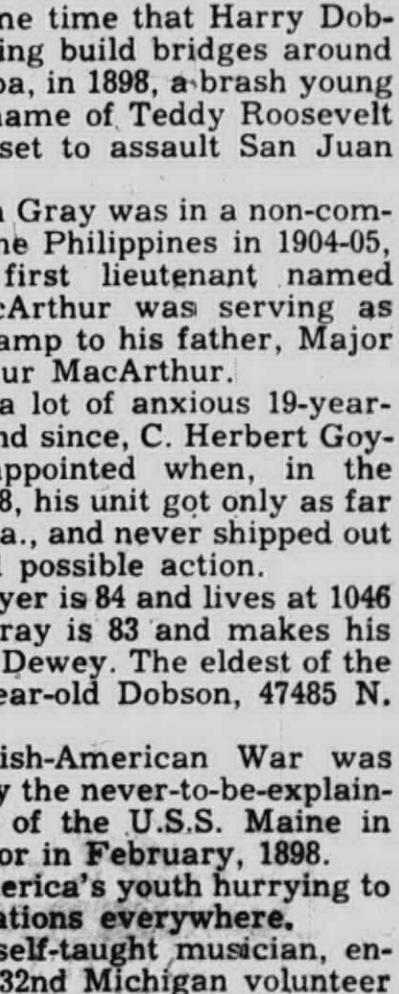 ne time that Harry Dob-
ing build bridges around
ba, in 1898, a brash young
name of Teddy Roosevelt
set to assault San Juan
Gray was in a non-com-
he Philippines in 1904-05,
first lieutenant named
cArthur was serving as
amp to his father, Major
ur MacArthur.
a lot of anxious 19-year-
nd since, C. Herbert Goy-
appointed when, in the
8, his unit got only as far
a., and never shipped out
possible action.
yer is 84 and lives at 1046
ray is 83 and makes his
Dewey. The eldest of the
ear-old Dobson, 47485 N.
ish-American War was
y the never-to-be-explain-
of the U.S.S. Maine in
or in February, 1898.
erica's youth hurrying to
ations everywhere.
self-taught musician, en-
32nd Michigan volunteer